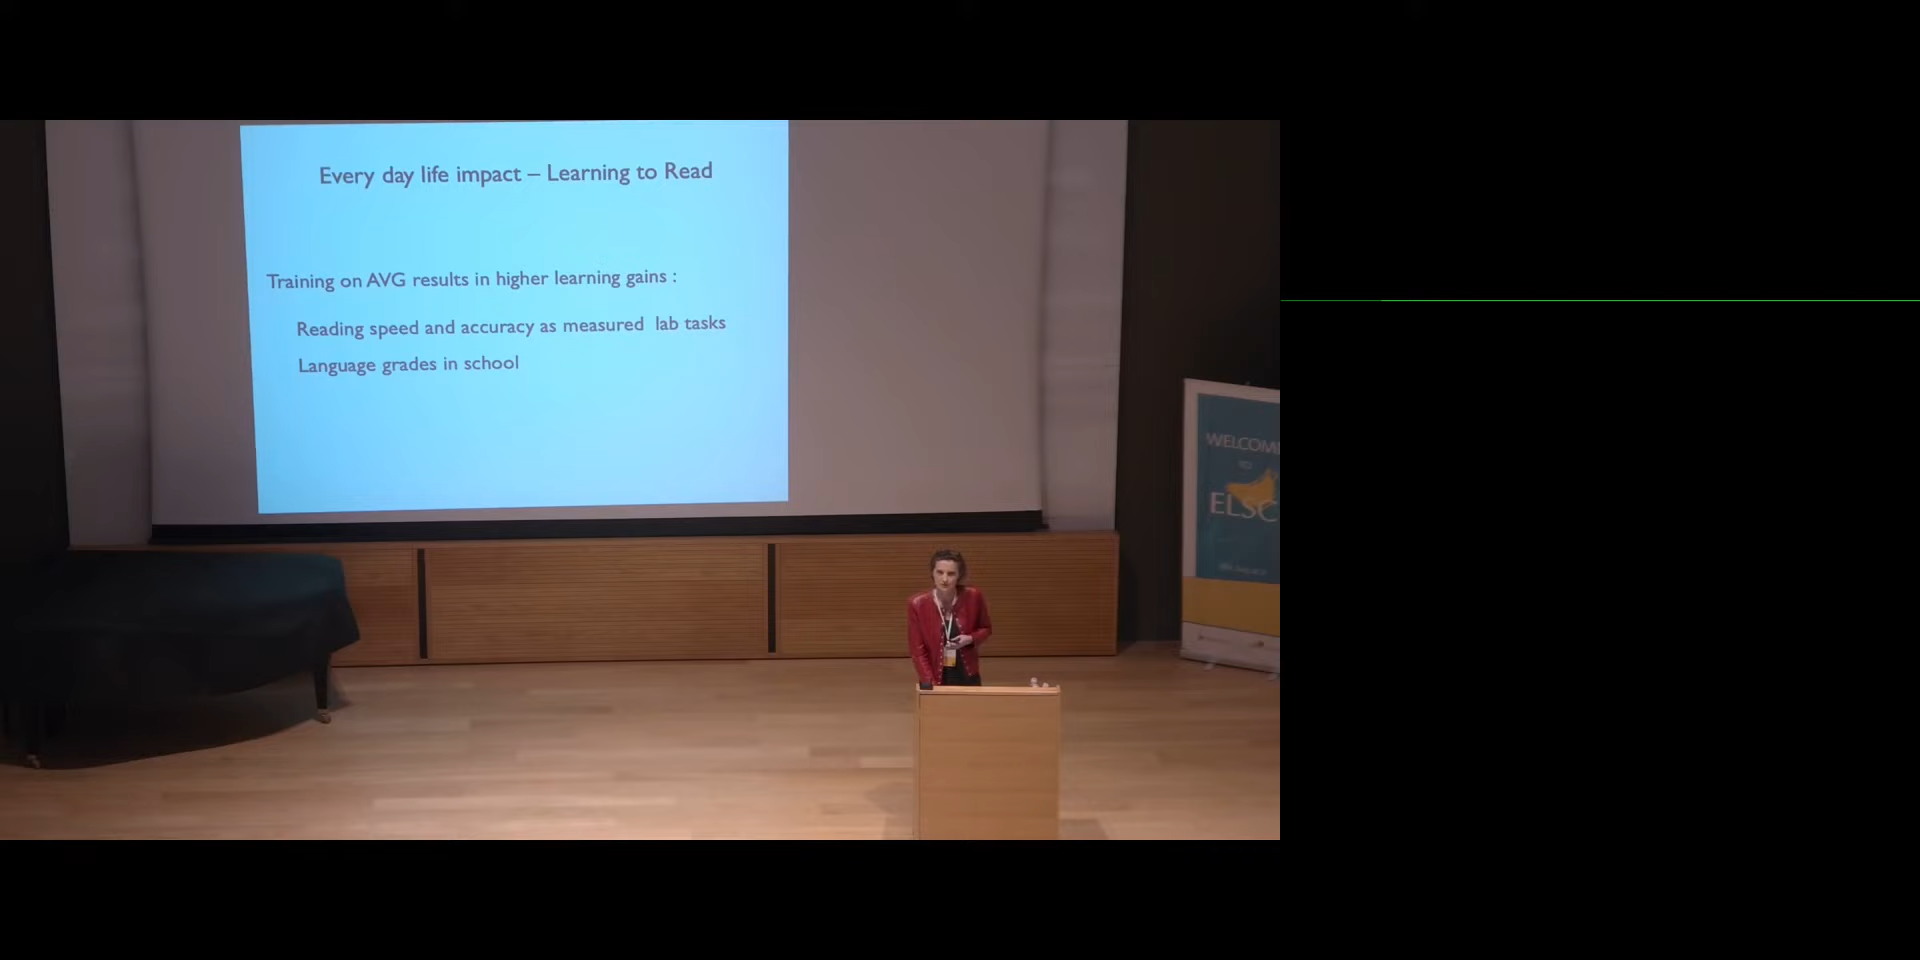 Every day life impact – Learning to Read
Training on AVG results in higher learning gains :
Reading speed and accuracy as measured  lab tasks
Language grades in school
WELCOM
TO
ELSC